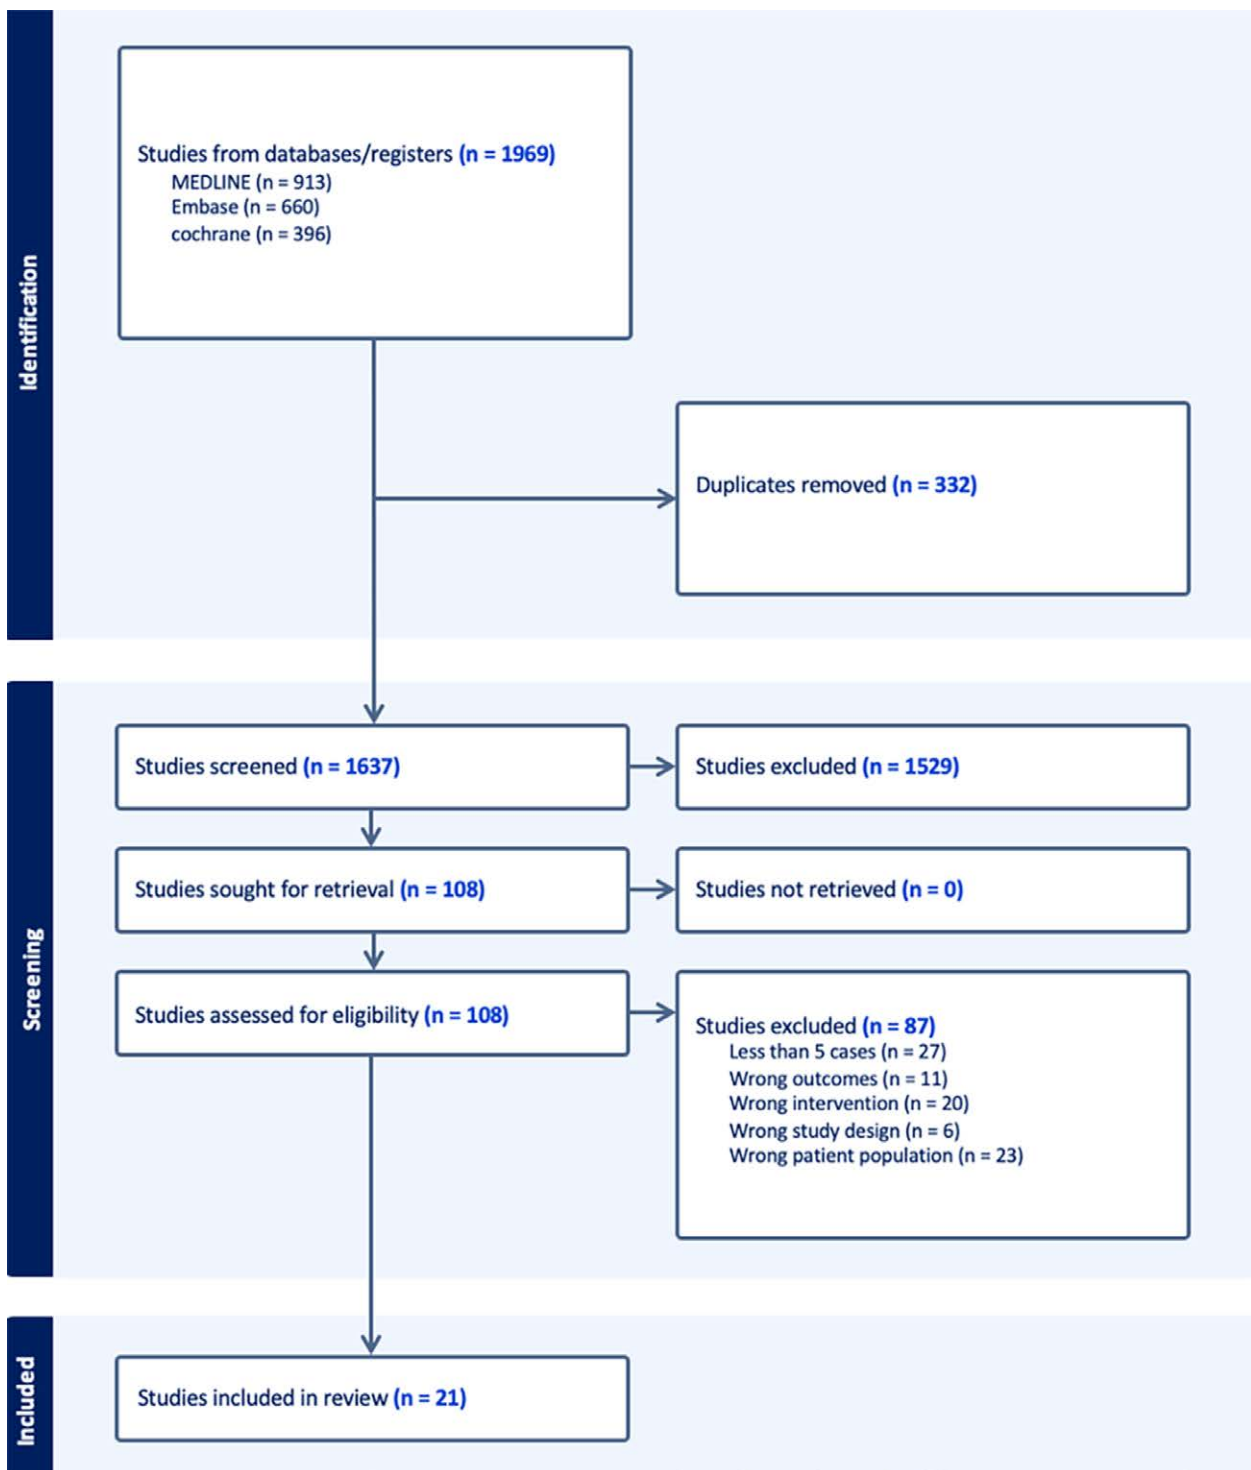 Identification
Studies from databases/registers (n = 1969)
MEDLINE (n = 913)
Embase (n = 660)
cochrane (n = 396)
Duplicates removed (n = 332)
Screening
Studies screened (n = 1637)
Studies excluded (n = 1529)
Studies sought for retrieval (n = 108)
Studies not retrieved (n = 0)
Studies assessed for eligibility (n = 108)
Studies excluded (n = 87)
Less than 5 cases (n = 27)
Wrong outcomes (n = 11)
Wrong intervention (n = 20)
Wrong study design (n = 6)
Wrong patient population (n = 23)
Included
Studies included in review (n = 21)